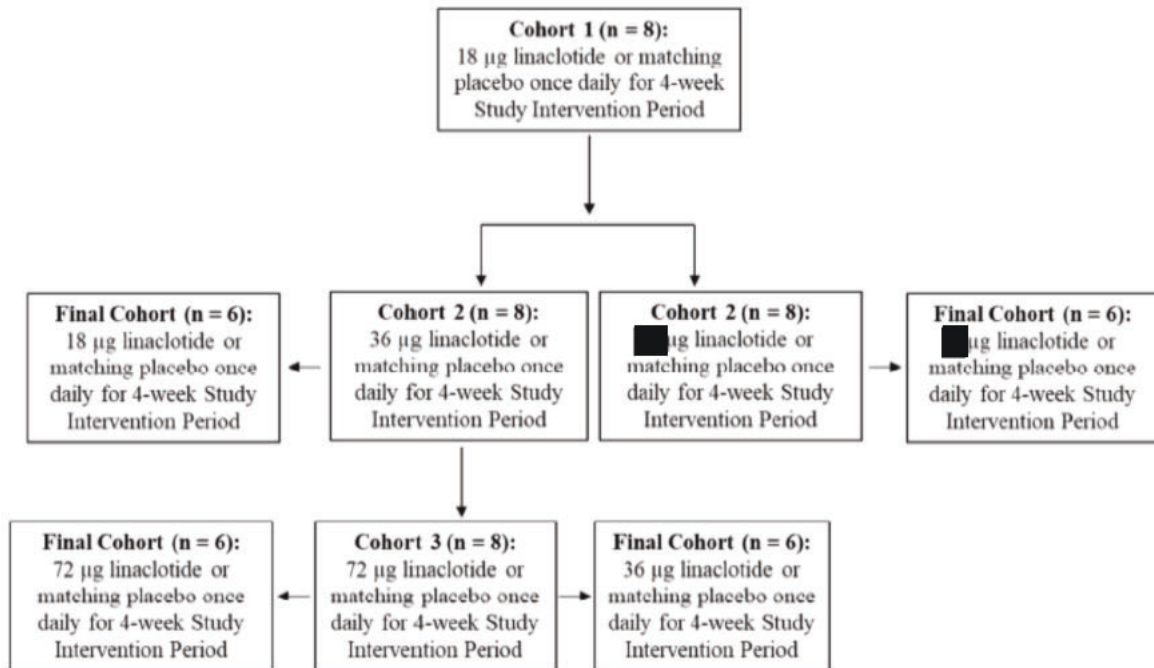 Cohort 1 (n = 8):
18 µg linaclotide or matching
placebo once daily for 4-week
Study Intervention Period
Final Cohort (n = 6):
18 µg linaclotide or
matching placebo once
daily for 4-week Study
Intervention Period
Cohort 2 (n = 8):
36 µg linaclotide or
matching placebo once
daily for 4-week Study
Intervention Period
Cohort 2 (n = 8):
µg linaclotide or
matching placebo once
daily for 4-week Study
Intervention Period
Final Cohort (n = 6):
µg linaclotide or
matching placebo once
daily for 4-week Study
Intervention Period
Final Cohort (n = 6):
72 µg linaclotide or
matching placebo once
daily for 4-week Study
Intervention Period
Cohort 3 (n = 8):
72 µg linaclotide or
matching placebo once
daily for 4-week Study
Intervention Period
Final Cohort (n = 6):
36 µg linaclotide or
matching placebo once
daily for 4-week Study
Intervention Period